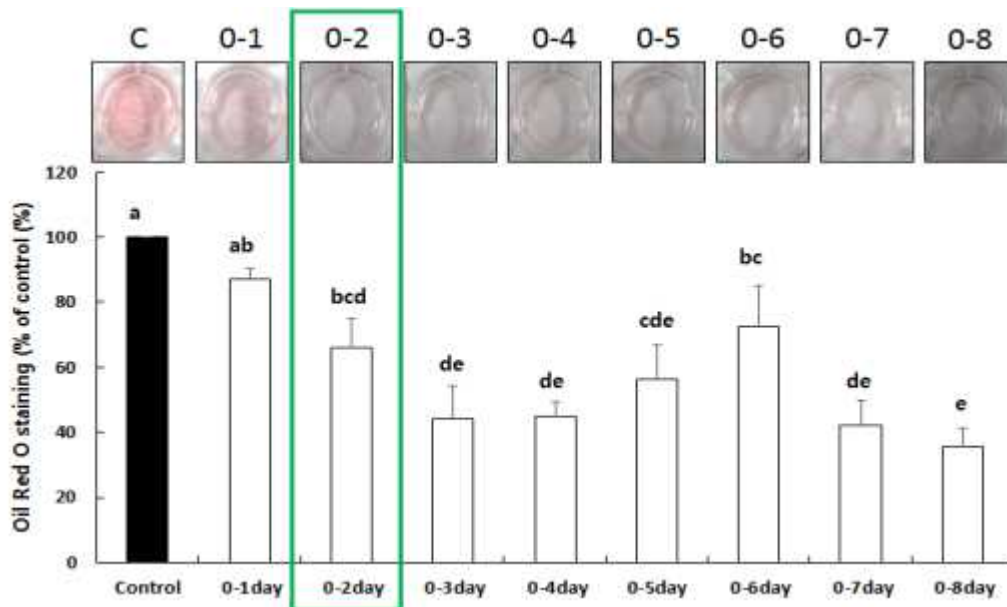 C 0-1 0-2 0-3 0-4 0-5 0-6 0-7 0-8
Oil Red O staining (% of control (%)
120
100
80
60
40
20
0
a
ab
bcd
de
de
cde
bc
de
e
Control 0-1day 0-2day 0-3day 0-4day 0-5day 0-6day 0-7day 0-8day